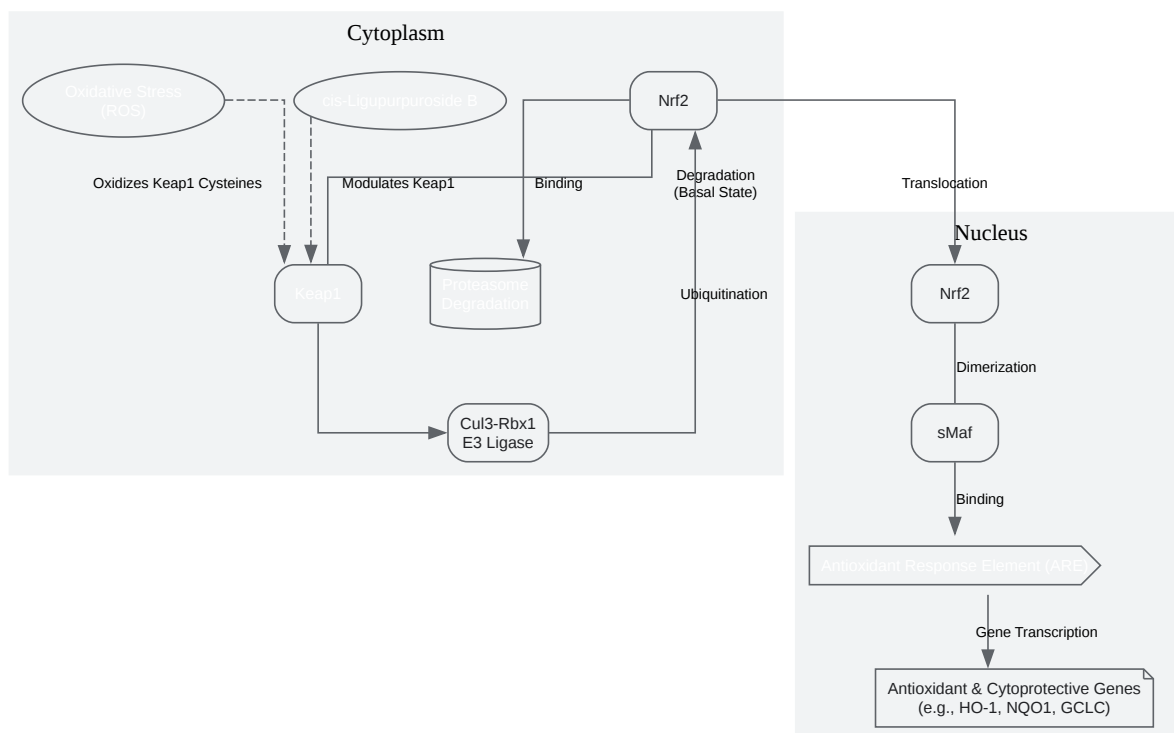 Cytoplasm
Oxidative Stress
(ROS)
cis-Ligupurpuroside B
Nrf2
Oxidizes Keap1 Cysteines
Modulates Keap1
Binding
Degradation
(Basal State)
Translocation
Nucleus
Keap1
Proteasome
Degradation
Ubiquitination
Nrf2
Dimerization
Cul3-Rbx1
E3 Ligase
sMaf
Binding
Antioxidant Response Element (ARE)
Gene Transcription
Antioxidant & Cytoprotective Genes
(e.g., HO-1, NQO1, GCLC)